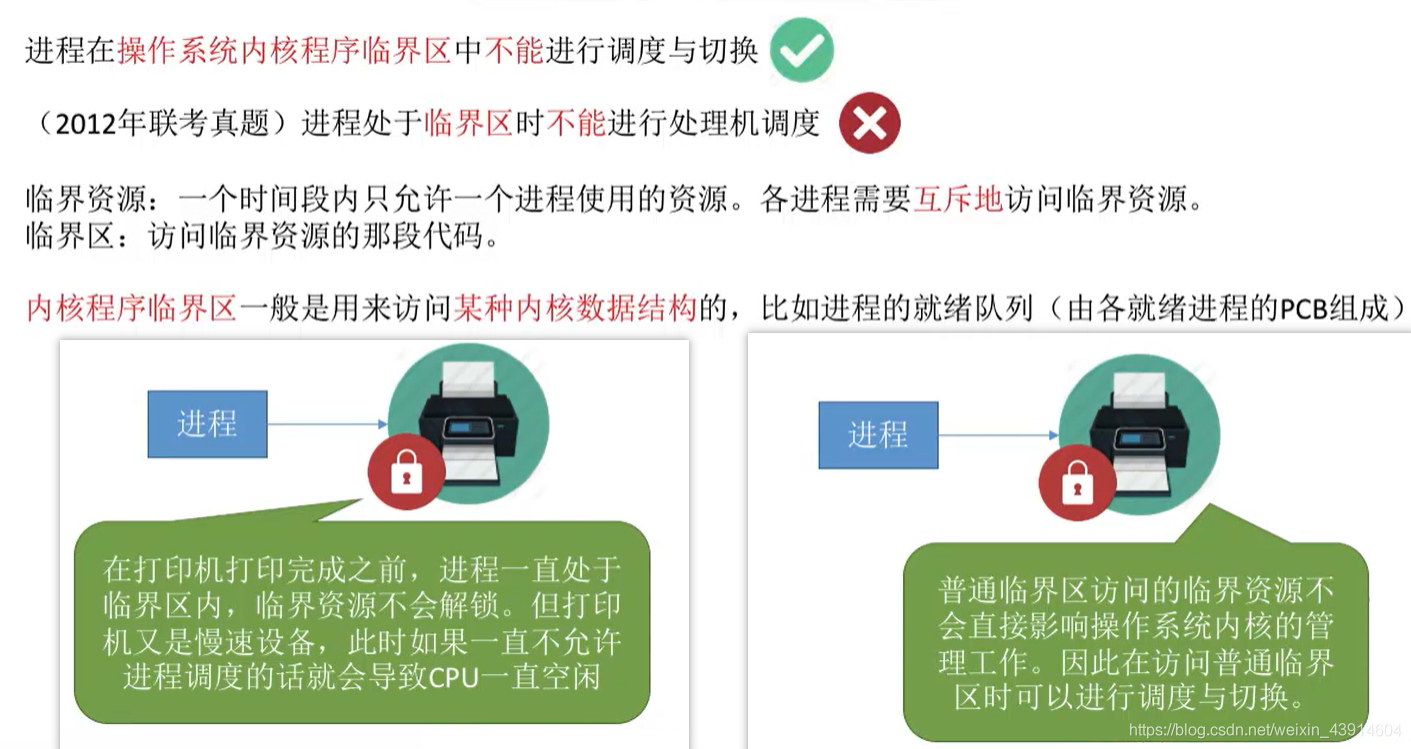 进程在操作系统内核程序临界区中不能进行调度与切换
（2012年联考真题）进程处于临界区时不能进行处理机调度
临界资源：一个时间段内只允许一个进程使用的资源。各进程需要互斥地访问临界资源。
临界区：访问临界资源的那段代码。
内核程序临界区一般是用来访问某种内核数据结构的，比如进程的就绪队列（由各就绪进程的PCB组成）
进程
在打印机打印完成之前，进程一直处于
临界区内，临界资源不会解锁。但打印
机又是慢速设备，此时如果一直不允许
进程调度的话就会导致CPU一直空闲
进程
普通临界区访问的临界资源不
会直接影响操作系统内核的管
理工作。因此在访问普通临界
区时可以进行调度与切换。
https://blog.csdn.net/weixin_43914604